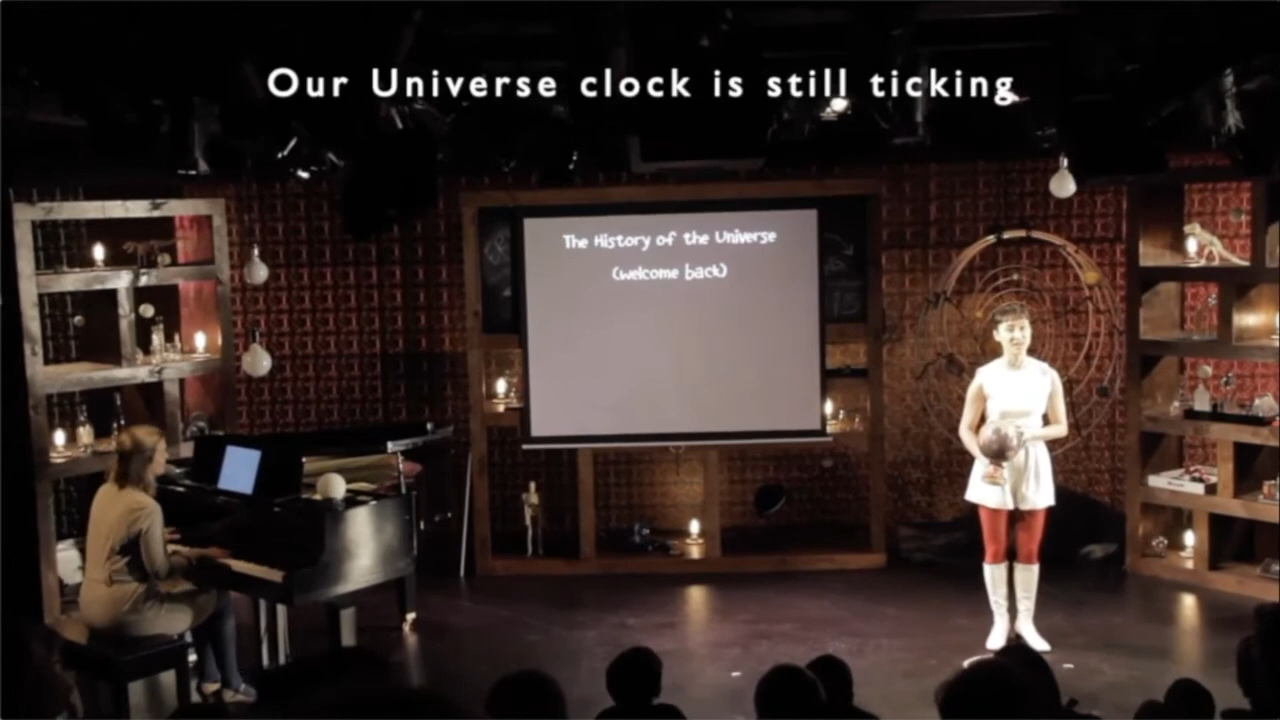 Our Universe clock is still ticking
The History of the Universe
(welcome back)